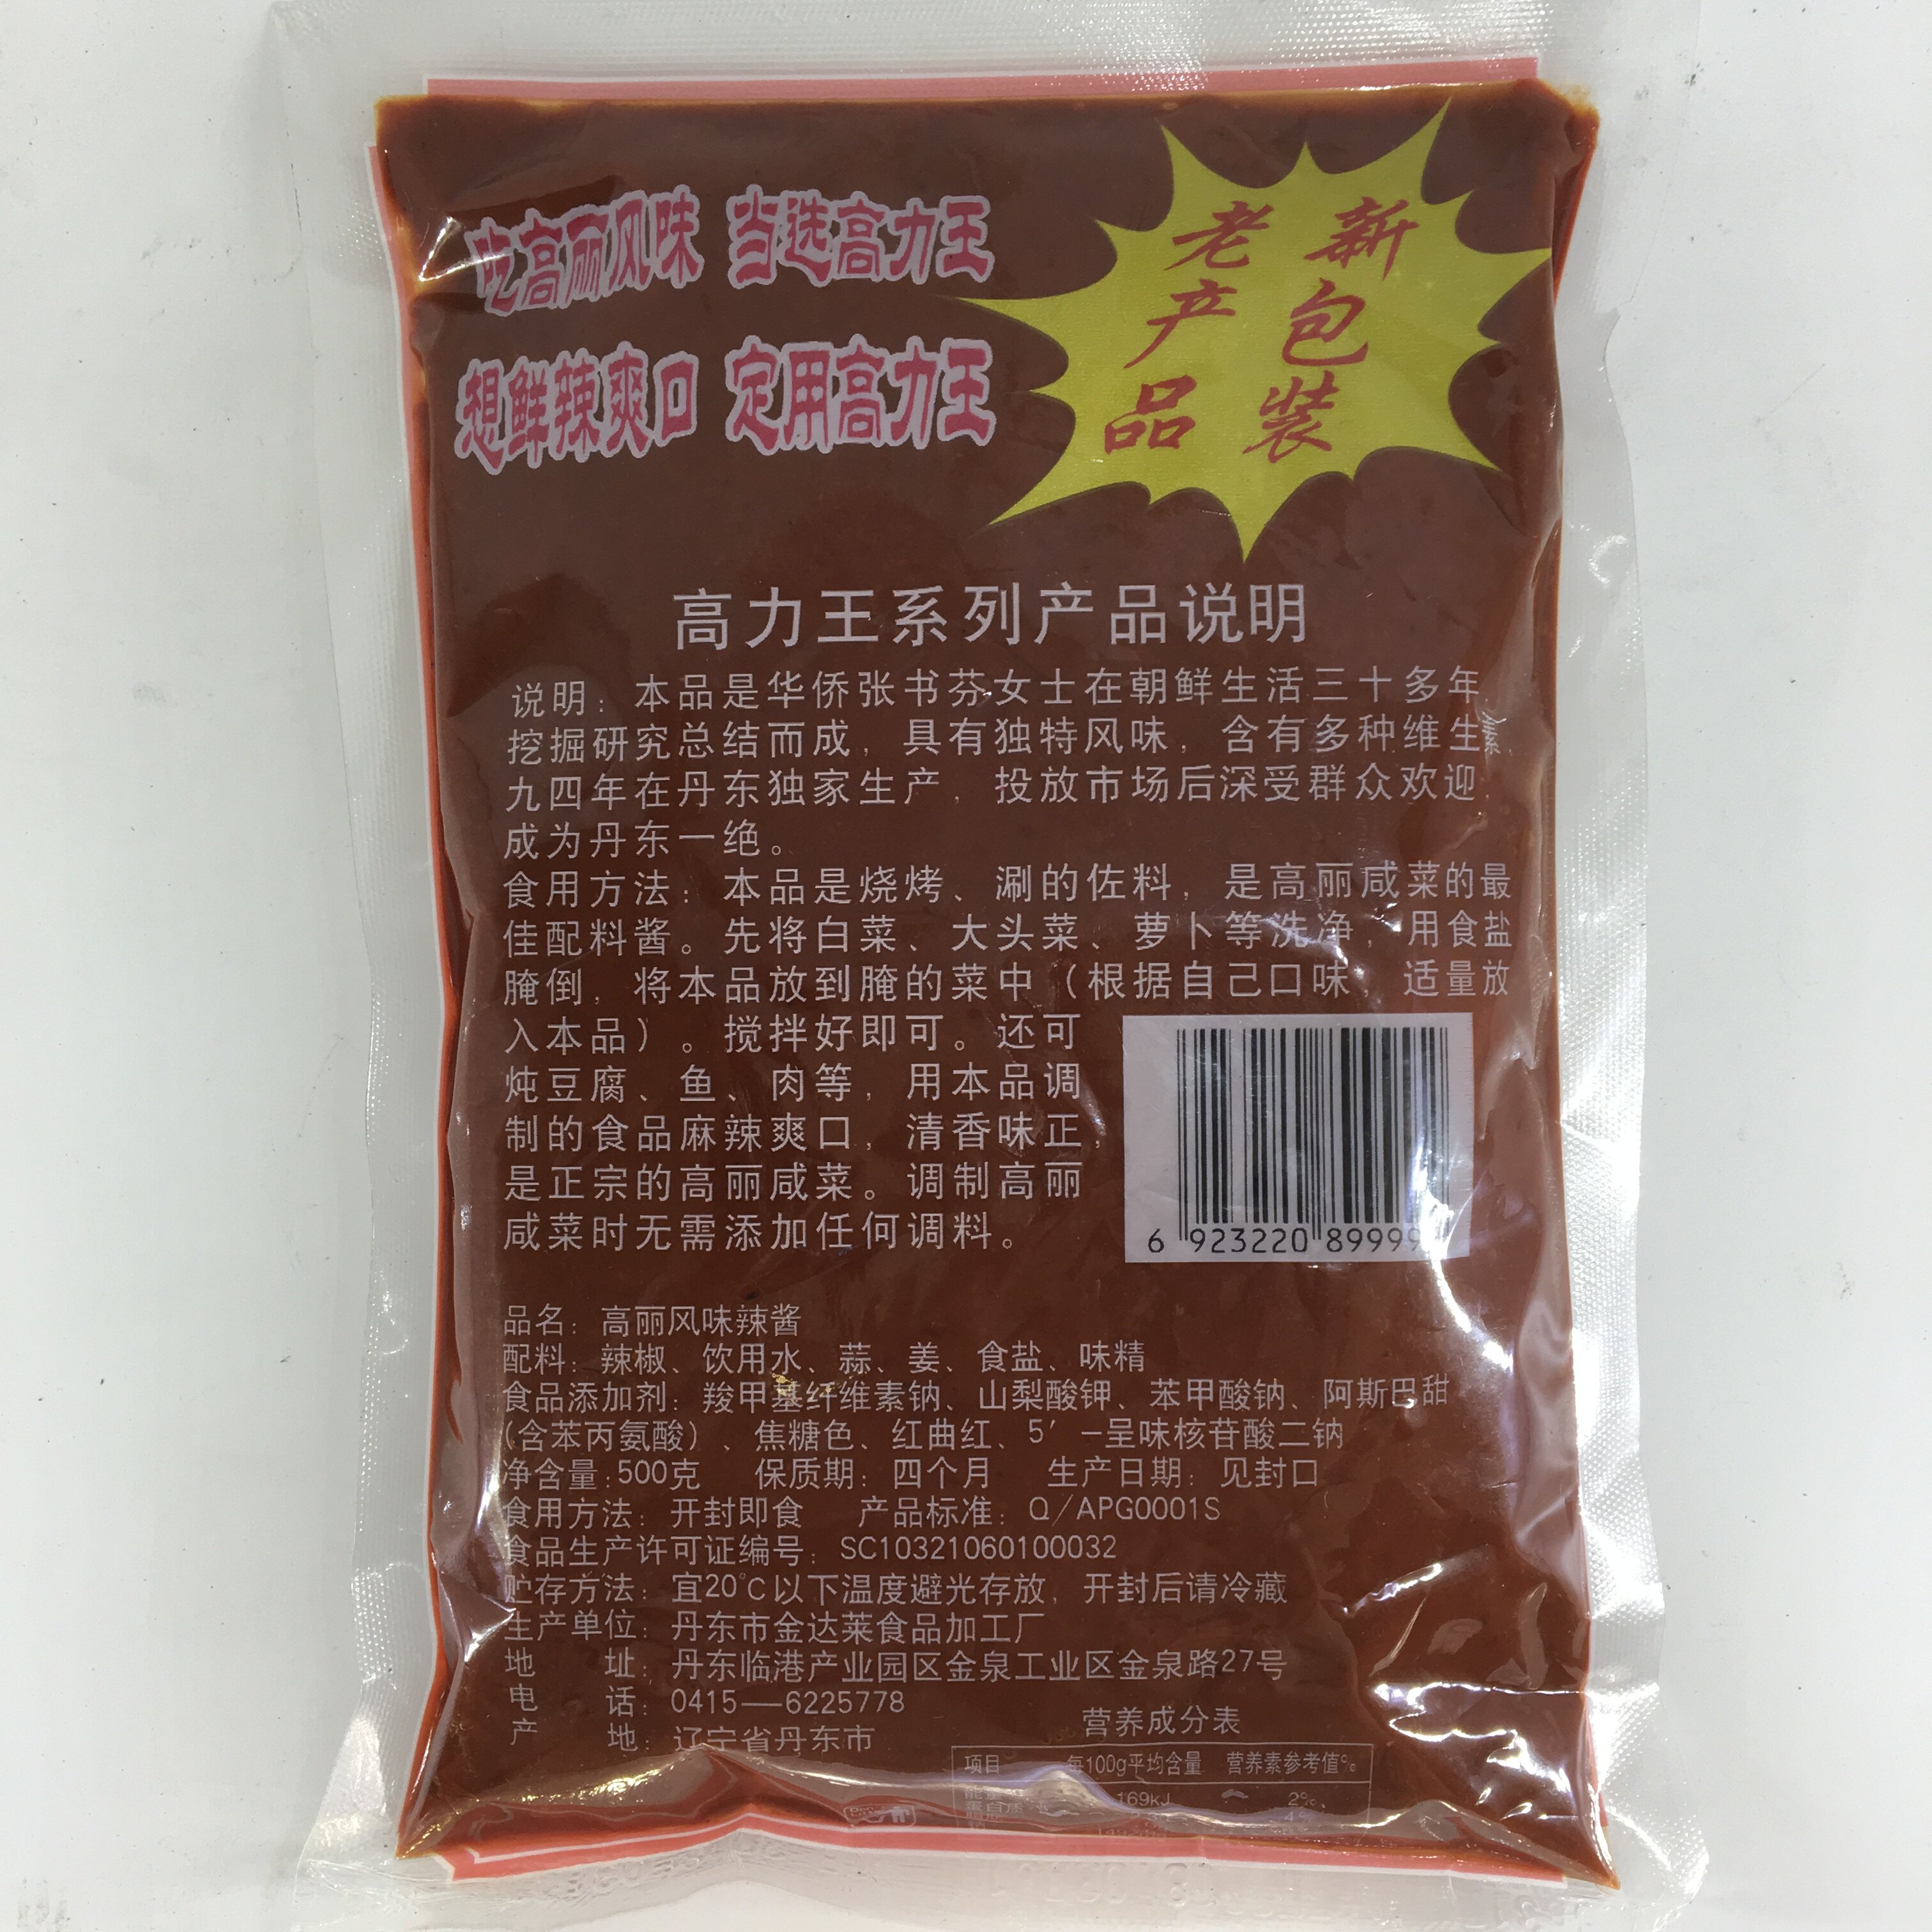 吃高丽风味 当选高力王
想鲜辣爽口 定用高力王
新包装
老产品
高力王系列产品说明
说明：本品是华侨张书芬女士在朝鲜生活三十多年，
挖掘研究总结而成，具有独特风味，含有多种维生素，
九四年在丹东独家生产，投放市场后深受群众欢迎，
成为丹东一绝。
食用方法：本品是烧烤、涮的佐料，是高丽咸菜的最
佳配料酱。先将白菜、大头菜、萝卜等洗净，用食盐
腌倒，将本品放到腌的菜中（根据自己口味 适量放
入本品）。搅拌好即可。还可
炖豆腐、鱼、肉等，用本品调
制的食品麻辣爽口，清香味正，
是正宗的高丽咸菜。调制高丽
咸菜时无需添加任何调料。
6 923220 89999
品名：高丽风味辣酱
配料：辣椒、饮用水、蒜、姜、食盐、味精
食品添加剂：羧甲基纤维素钠、山梨酸钾、苯甲酸钠、阿斯巴甜
（含苯丙氨酸）、焦糖色、红曲红、5′—呈味核苷酸二钠
净含量：500克 保质期：四个月 生产日期：见封口
食用方法：开封即食 产品标准：Q/APG0001S
食品生产许可证编号：SC10321060100032
贮存方法：宜20℃以下温度避光存放，开封后请冷藏
生产单位：丹东市金达莱食品加工厂
地 址：丹东临港产业园区金泉工业区金泉路27号
电 话：0415—6225778
产 地：辽宁省丹东市
营养成分表
项目 每100g平均含量 营养素参考值%
能量 169kJ 2%
蛋白质 4%